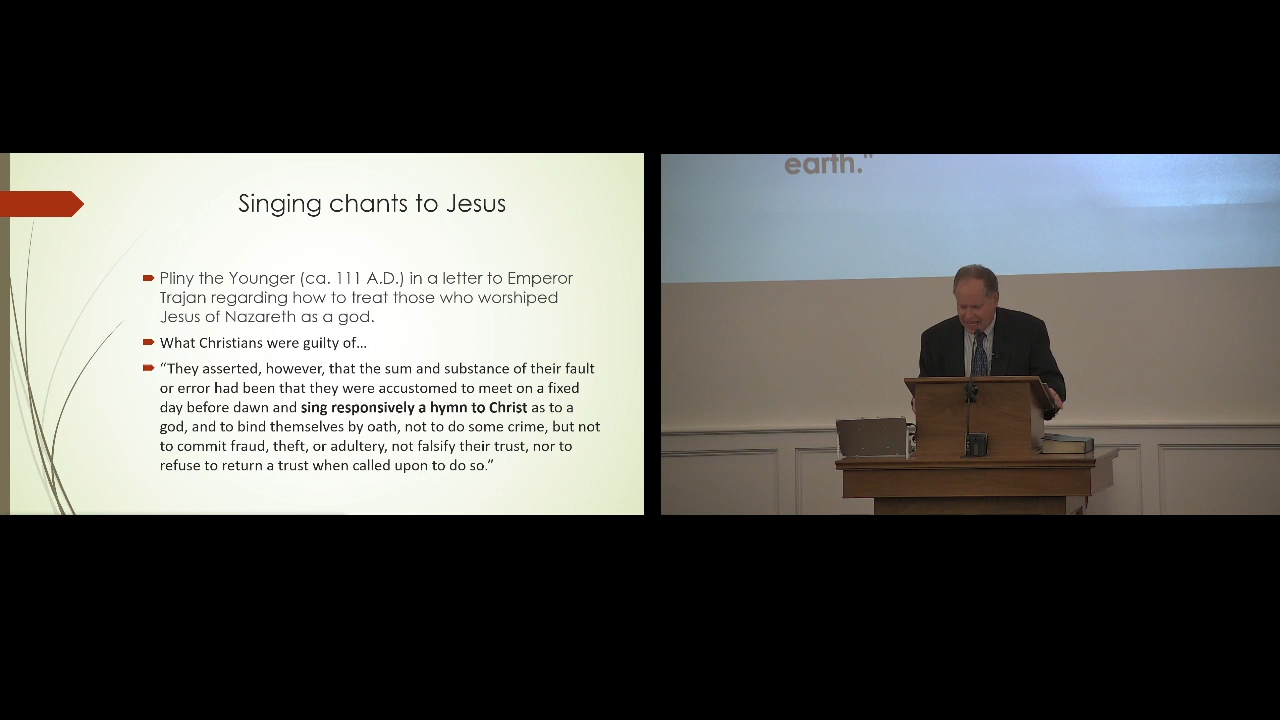 Singing chants to Jesus
Pliny the Younger (ca. 111 A.D.) in a letter to Emperor
Trajan regarding how to treat those who worshiped
Jesus of Nazareth as a god.
What Christians were guilty of…
“They asserted, however, that the sum and substance of their fault
or error had been that they were accustomed to meet on a fixed
day before dawn and sing responsively a hymn to Christ as to a
god, and to bind themselves by oath, not to do some crime, but not
to commit fraud, theft, or adultery, not falsify their trust, nor to
refuse to return a trust when called upon to do so.”
earth."